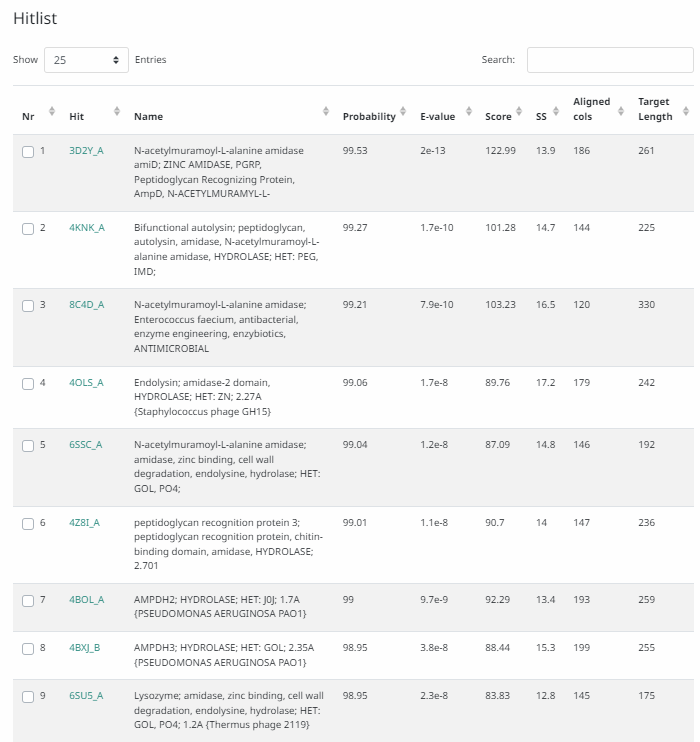 Hitlist
Show 25 Entries Search:
Nr Hit Name Probability E-value Score SS Aligned cols Target Length
1 3D2Y_A N-acetylmuramoyl-L-alanine amidase 99.53 2e-13 122.99 13.9 186 261
amiD; ZINC AMIDASE, PGRP,
Peptidoglycan Recognizing Protein,
AmpD, N-ACETYLMURAMYL-L-
2 4KNK_A Bifunctional autolysin; peptidoglycan, 99.27 1.7e-10 101.28 14.7 144 225
autolysin, amidase, N-acetylmuramoyl-L-
alanine amidase, HYDROLASE; HET: PEG,
IMD;
3 8C4D_A N-acetylmuramoyl-L-alanine amidase; 99.21 7.9e-10 103.23 16.5 120 330
Enterococcus faecium, antibacterial,
enzyme engineering, enzybiotics,
ANTIMICROBIAL
4 4OLS_A Endolysin; amidase-2 domain, 99.06 1.7e-8 89.76 17.2 179 242
HYDROLASE; HET: ZN; 2.27A
{Staphylococcus phage GH15}
5 6SSC_A N-acetylmuramoyl-L-alanine amidase; 99.04 1.2e-8 87.09 14.8 146 192
amidase, zinc binding, cell wall
degradation, endolysine, hydrolase; HET:
GOL, PO4;
6 4Z8I_A peptidoglycan recognition protein 3; 99.01 1.1e-8 90.7 14 147 236
peptidoglycan recognition protein, chitin-
binding domain, amidase, HYDROLASE;
2.701
7 4BOL_A AMPDH2; HYDROLASE; HET: J0J; 1.7A 99 9.7e-9 92.29 13.4 193 259
{PSEUDOMONAS AERUGINOSA PAO1}
8 4BXJ_B AMPDH3; HYDROLASE; HET: GOL; 2.35A 98.95 3.8e-8 88.44 15.3 199 255
{PSEUDOMONAS AERUGINOSA PAO1}
9 6SU5_A Lysozyme; amidase, zinc binding, cell wall 98.95 2.3e-8 83.83 12.8 145 175
degradation, endolysine, hydrolase; HET:
GOL, PO4; 1.2A {Thermus phage 2119}